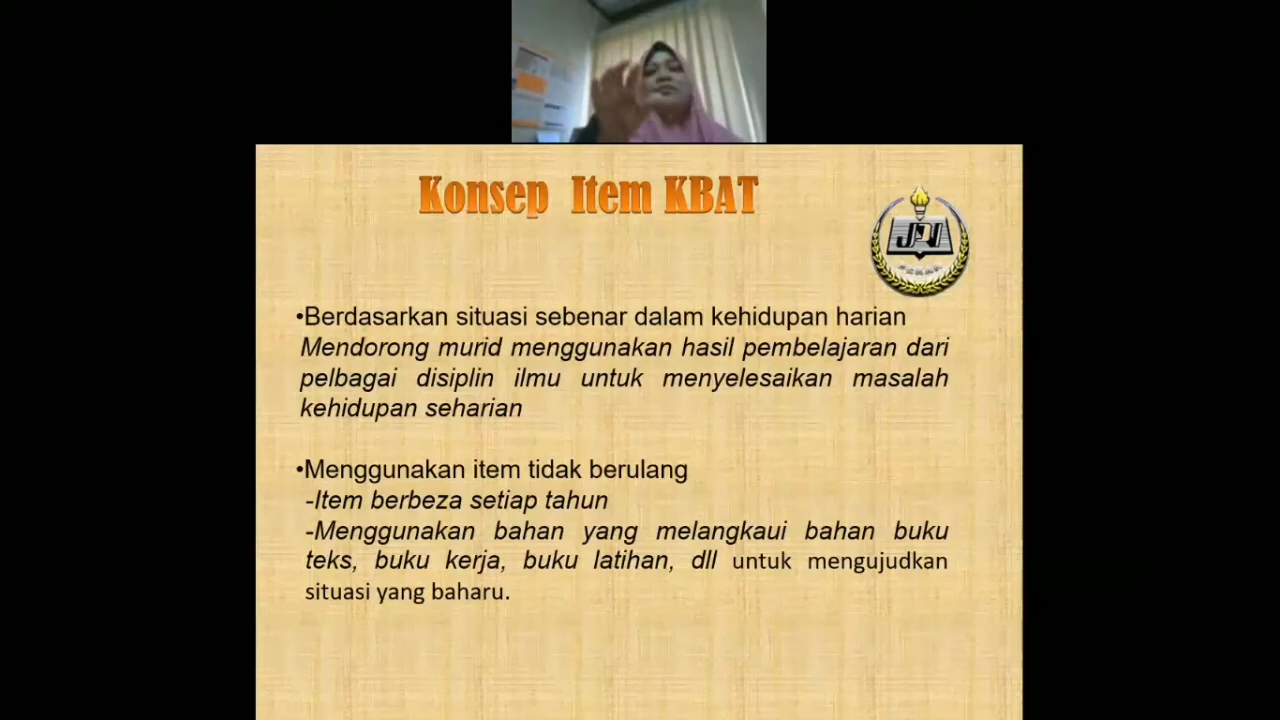 Konsep Item KBAT
JPN
•Berdasarkan situasi sebenar dalam kehidupan harian
Mendorong murid menggunakan hasil pembelajaran dari
pelbagai disiplin ilmu untuk menyelesaikan masalah
kehidupan seharian
•Menggunakan item tidak berulang
-Item berbeza setiap tahun
-Menggunakan bahan yang melangkaui bahan buku
teks, buku kerja, buku latihan, dll untuk mengujudkan
situasi yang baharu.